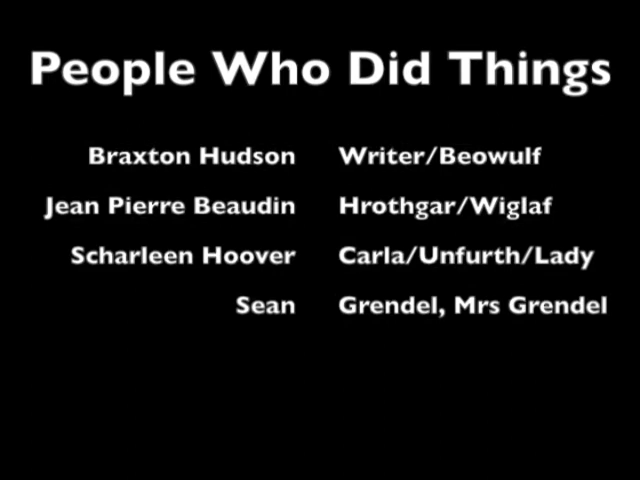 People Who Did Things
Braxton Hudson Writer/Beowulf
Jean Pierre Beaudin Hrothgar/Wiglaf
Scharleen Hoover Carla/Unfurth/Lady
Sean Grendel, Mrs Grendel